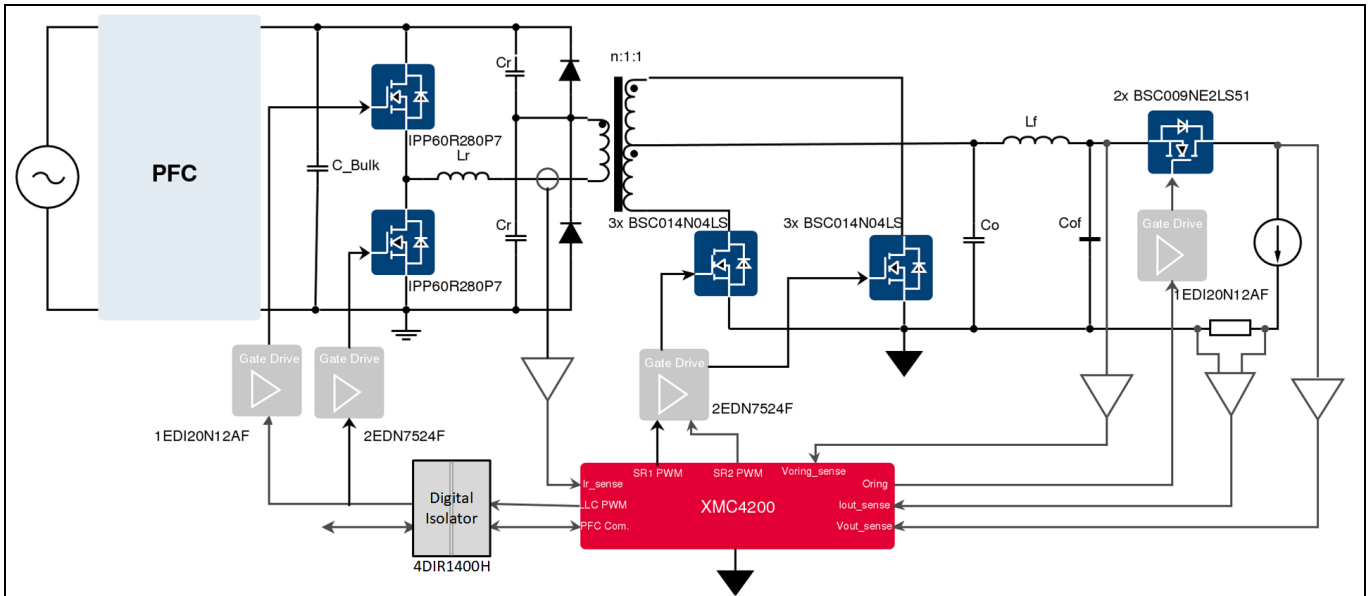 n:1:1
Cr
2x BSC009NE2LS51
Lf
IPP60R280P7
Lr
PFC
C_Bulk
Cr
3x BSC014N04LS
3x BSC014N04LS
Co
Cof
Gate Drive
IPP60R280P7
1EDI20N12AF
Gate Drive
Gate Drive
Gate Drive
2EDN7524F
1EDI20N12AF
2EDN7524F
SR1 PWM
SR2 PWM
Voring_sense
Ir_sense
Oring
Digital
Isolator
LLC PWM
XMC4200
Iout_sense
PFC Com.
Vout_sense
4DIR1400H